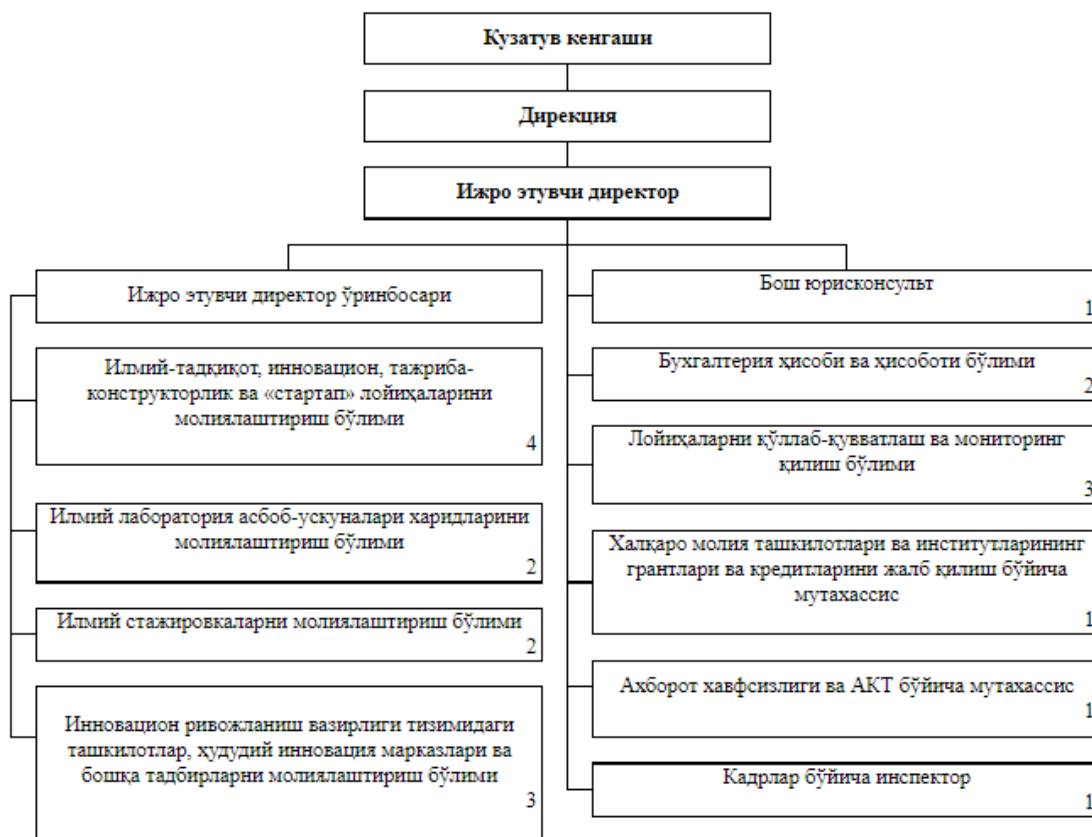 Кузатув кенгаши
Дирекция
Ижро этувчи директор
Ижро этувчи директор ўринбосари
Илмий-тадқиқот, инновацион, тажриба-
конструкторлик ва «стартап» лойиҳаларини
молиялаштириш бўлими
4
Илмий лаборатория асбоб-ускуналари харидларини
молиялаштириш бўлими
2
Илмий стажировкаларни молиялаштириш бўлими
2
Инновацион ривожланиш вазирлиги тизимидаги
ташкилотлар, ҳудудий инновация марказлари ва
бошқа тадбирларни молиялаштириш бўлими
3
Бош юрисконсульт
1
Бухгалтерия ҳисоби ва ҳисоботи бўлими
2
Лойиҳаларни қўллаб-қувватлаш ва мониторинг
қилиш бўлими
3
Халқаро молия ташкилотлари ва институтларининг
грантлари ва кредитларини жалб қилиш бўйича
мутахассис
1
Ахборот хавфсизлиги ва АКТ бўйича мутахассис
1
Кадрлар бўйича инспектор
1